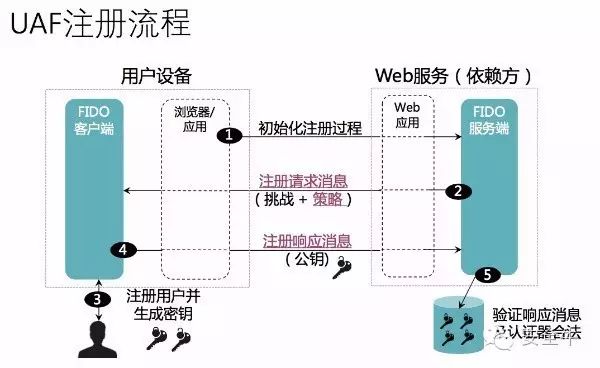 UAF注册流程
用户设备
Web服务（依赖方）
FIDO
客户端
浏览器/
应用
Web
应用
FIDO
服务端
1
初始化注册过程
注册请求消息
2
（挑战 + 策略）
4
注册响应消息
（公钥）
5
3
注册用户并
生成密钥
验证响应消息
及认证器合法
安全牛